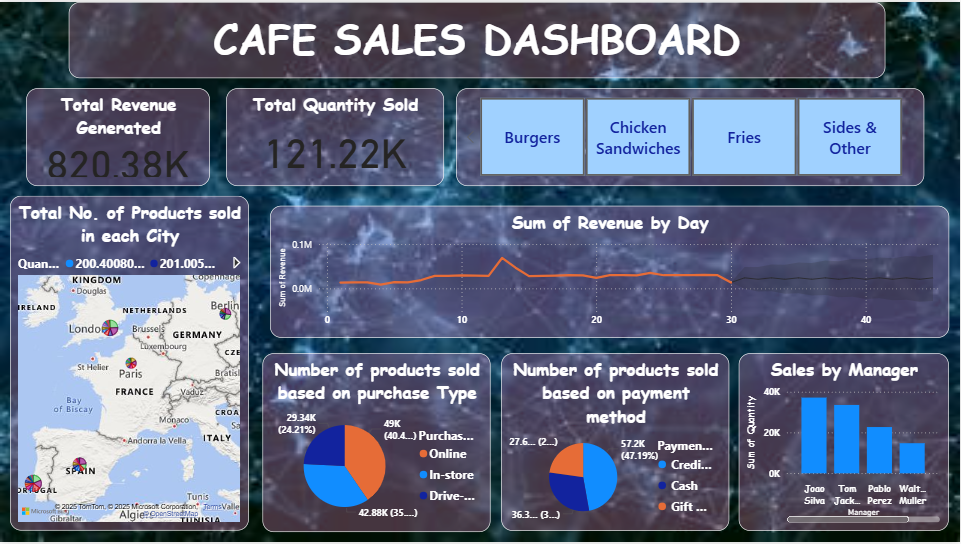 CAFE SALES DASHBOARD
Total Revenue
Generated
820.38K
Total Quantity Sold
121.22K
Burgers
Chicken
Sandwiches
Fries
Sides &
Other
Total No. of Products sold
in each City
Quan...
200.40080...
201.005...
KINGDOM
Douglas
IRELAND
London
NETHERLANDS
Brussels
Luxembourg
Copenhagen
Berlin
GERMANY
CZE
St Helier
Paris
FRANCE
Vaduz
Bratisl
Bay
of Biscay
CROA
Monaco
ITALY
Andorra la Vella
SPAIN
PORTUGAL
Tunis
Gibraltar
Algie
TUNISIA
Microsoft
© 2025 TomTom, © 2025 Microsoft Corporation,
Terms
© OpenStreetMap
Sum of Revenue by Day
Sum of Revenue
0.1M
0.0M
0
10
20
30
40
Number of products sold
based on purchase Type
29.34K
(24.21%)
49K
(40.4...)
42.88K (35....)
Purchas...
Online
In-store
Drive-...
Number of products sold
based on payment
method
27.6... (2...)
57.2K
(47.19%)
36.3... (3...)
Paymen...
Credi...
Cash
Gift ...
Sales by Manager
Sum of Quantity
40K
20K
0K
Joao
Silva
Tom
Jack...
Pablo
Perez
Walt...
Muller
Manager